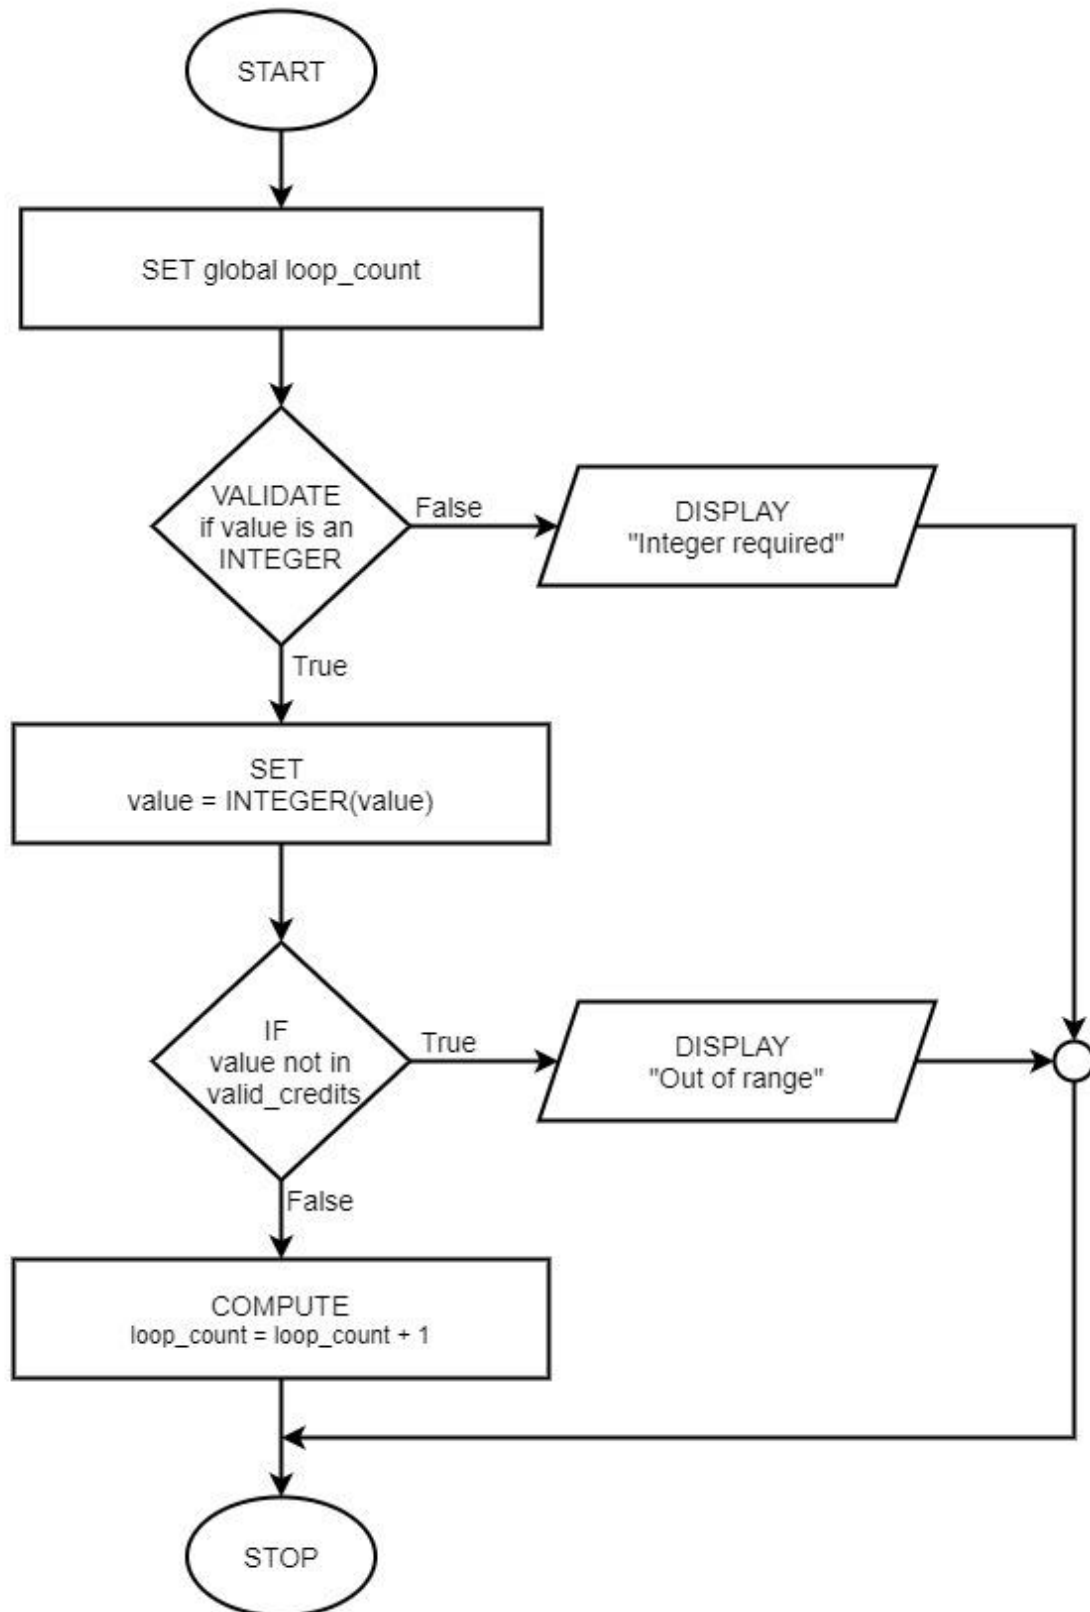 START
SET global loop_count
VALIDATE
if value is an
INTEGER
False
DISPLAY
"Integer required"
True
SET
value = INTEGER(value)
IF
value not in
valid_credits
True
DISPLAY
"Out of range"
False
COMPUTE
loop_count = loop_count + 1
STOP